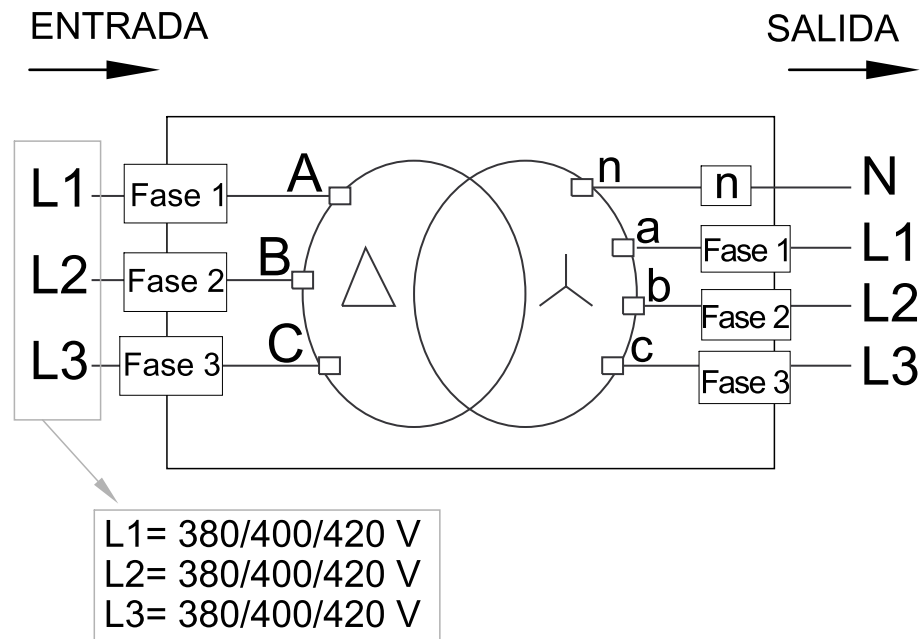 ENTRADA
SALIDA
L1 Fase 1 A
L2 Fase 2 B
L3 Fase 3 C
n n N
a Fase 1 L1
b Fase 2 L2
c Fase 3 L3
L1= 380/400/420 V
L2= 380/400/420 V
L3= 380/400/420 V